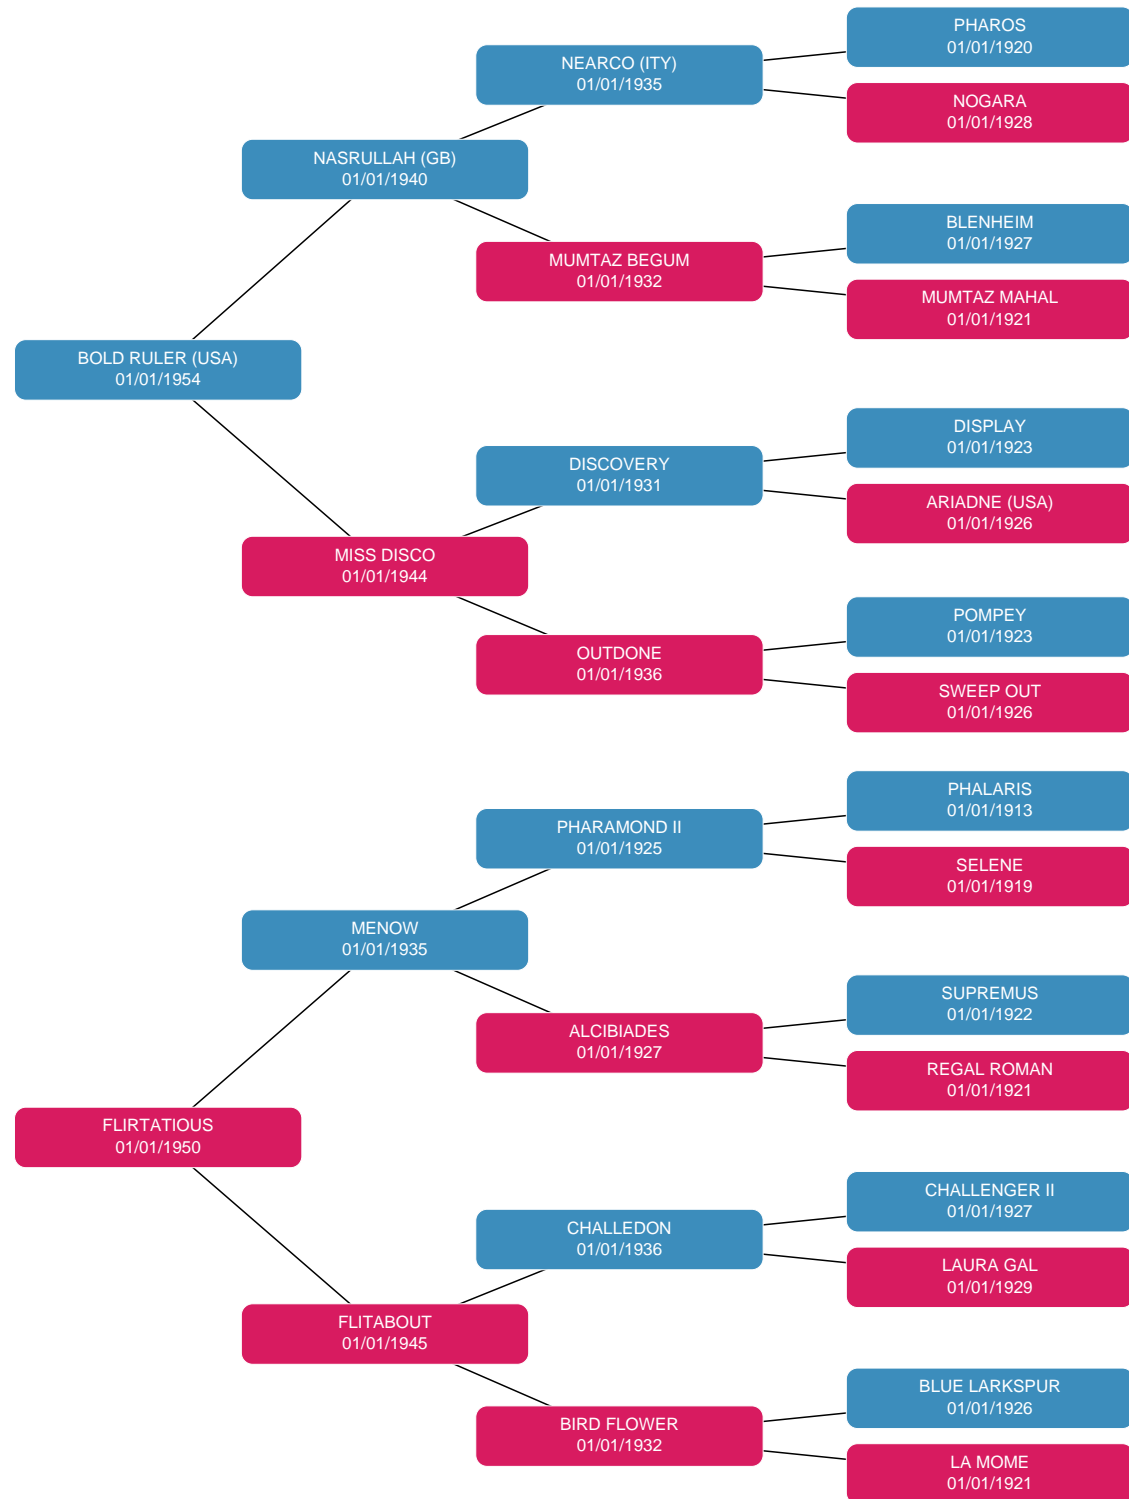 PHAROS
01/01/1920
NEARCO (ITY)
01/01/1935
NOGARA
01/01/1928
NASRULLAH (GB)
01/01/1940
BLENHEIM
01/01/1927
MUMTAZ BEGUM
01/01/1932
MUMTAZ MAHAL
01/01/1921
BOLD RULER (USA)
01/01/1954
DISPLAY
01/01/1923
DISCOVERY
01/01/1931
ARIADNE (USA)
01/01/1926
MISS DISCO
01/01/1944
POMPEY
01/01/1923
OUTDONE
01/01/1936
SWEEP OUT
01/01/1926
PHALARIS
01/01/1913
PHARAMOND II
01/01/1925
SELENE
01/01/1919
MENOW
01/01/1935
SUPREMUS
01/01/1922
ALCIBIADES
01/01/1927
REGAL ROMAN
01/01/1921
FLIRTATIOUS
01/01/1950
CHALLENGER II
01/01/1927
CHALLEDON
01/01/1936
LAURA GAL
01/01/1929
FLITABOUT
01/01/1945
BLUE LARKSPUR
01/01/1926
BIRD FLOWER
01/01/1932
LA MOME
01/01/1921